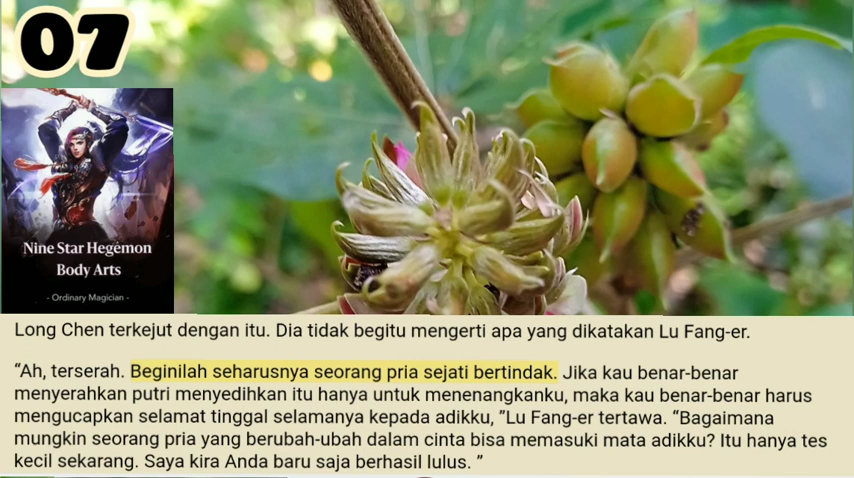 07
Nine Star Hegemon
Body Arts
- Ordinary Magician -
Long Chen terkejut dengan itu. Dia tidak begitu mengerti apa yang dikatakan Lu Fang-er.
“Ah, terserah. Beginilah seharusnya seorang pria sejati bertindak. Jika kau benar-benar
menyerahkan putri menyedihkan itu hanya untuk menenangkanku, maka kau benar-benar harus
mengucapkan selamat tinggal selamanya kepada adikku, ”Lu Fang-er tertawa. “Bagaimana
mungkin seorang pria yang berubah-ubah dalam cinta bisa memasuki mata adikku? Itu hanya tes
kecil sekarang. Saya kira Anda baru saja berhasil lulus. ”